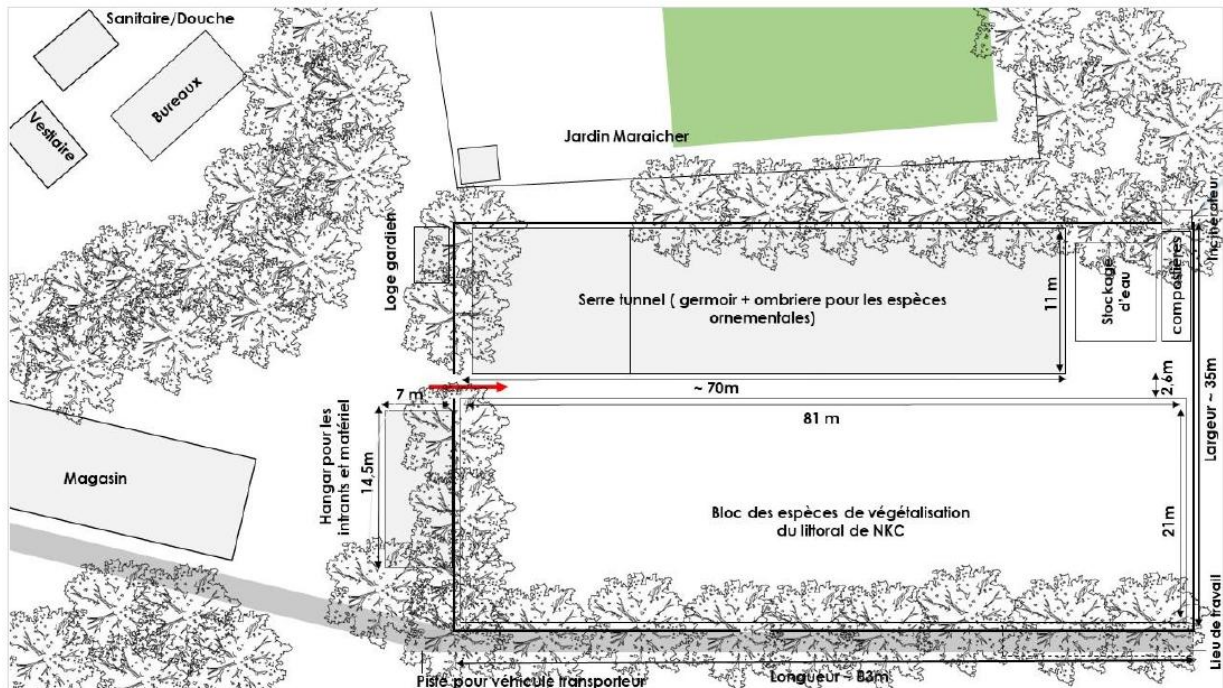 Sanitaire/Douche
Bureaux
Vestiaire
Jardin Maraicher
Loge gardien
Serre tunnel ( germoir + ombriere pour les espèces
ornementales)
11 m
Stockage
d'eau
compostières
~ 70m
2.6m
Largeur ~ 35m
7 m
81 m
Hangar pour les
intrants et matériel
14,5m
Magasin
Bloc des espèces de végétalisation
du littoral de NKC
21m
Lieu de travail
Piste pour véhicule transporteur
Longueur ~ 83m